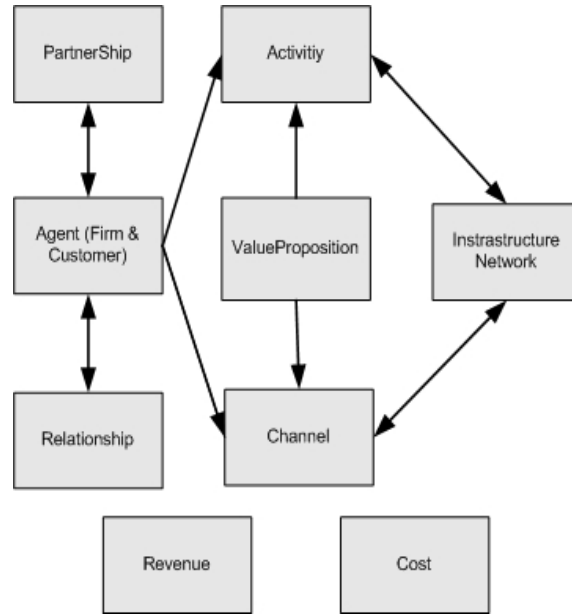 PartnerShip
Activitiy
Agent (Firm &
Customer)
ValueProposition
Instrastructure
Network
Relationship
Channel
Revenue
Cost